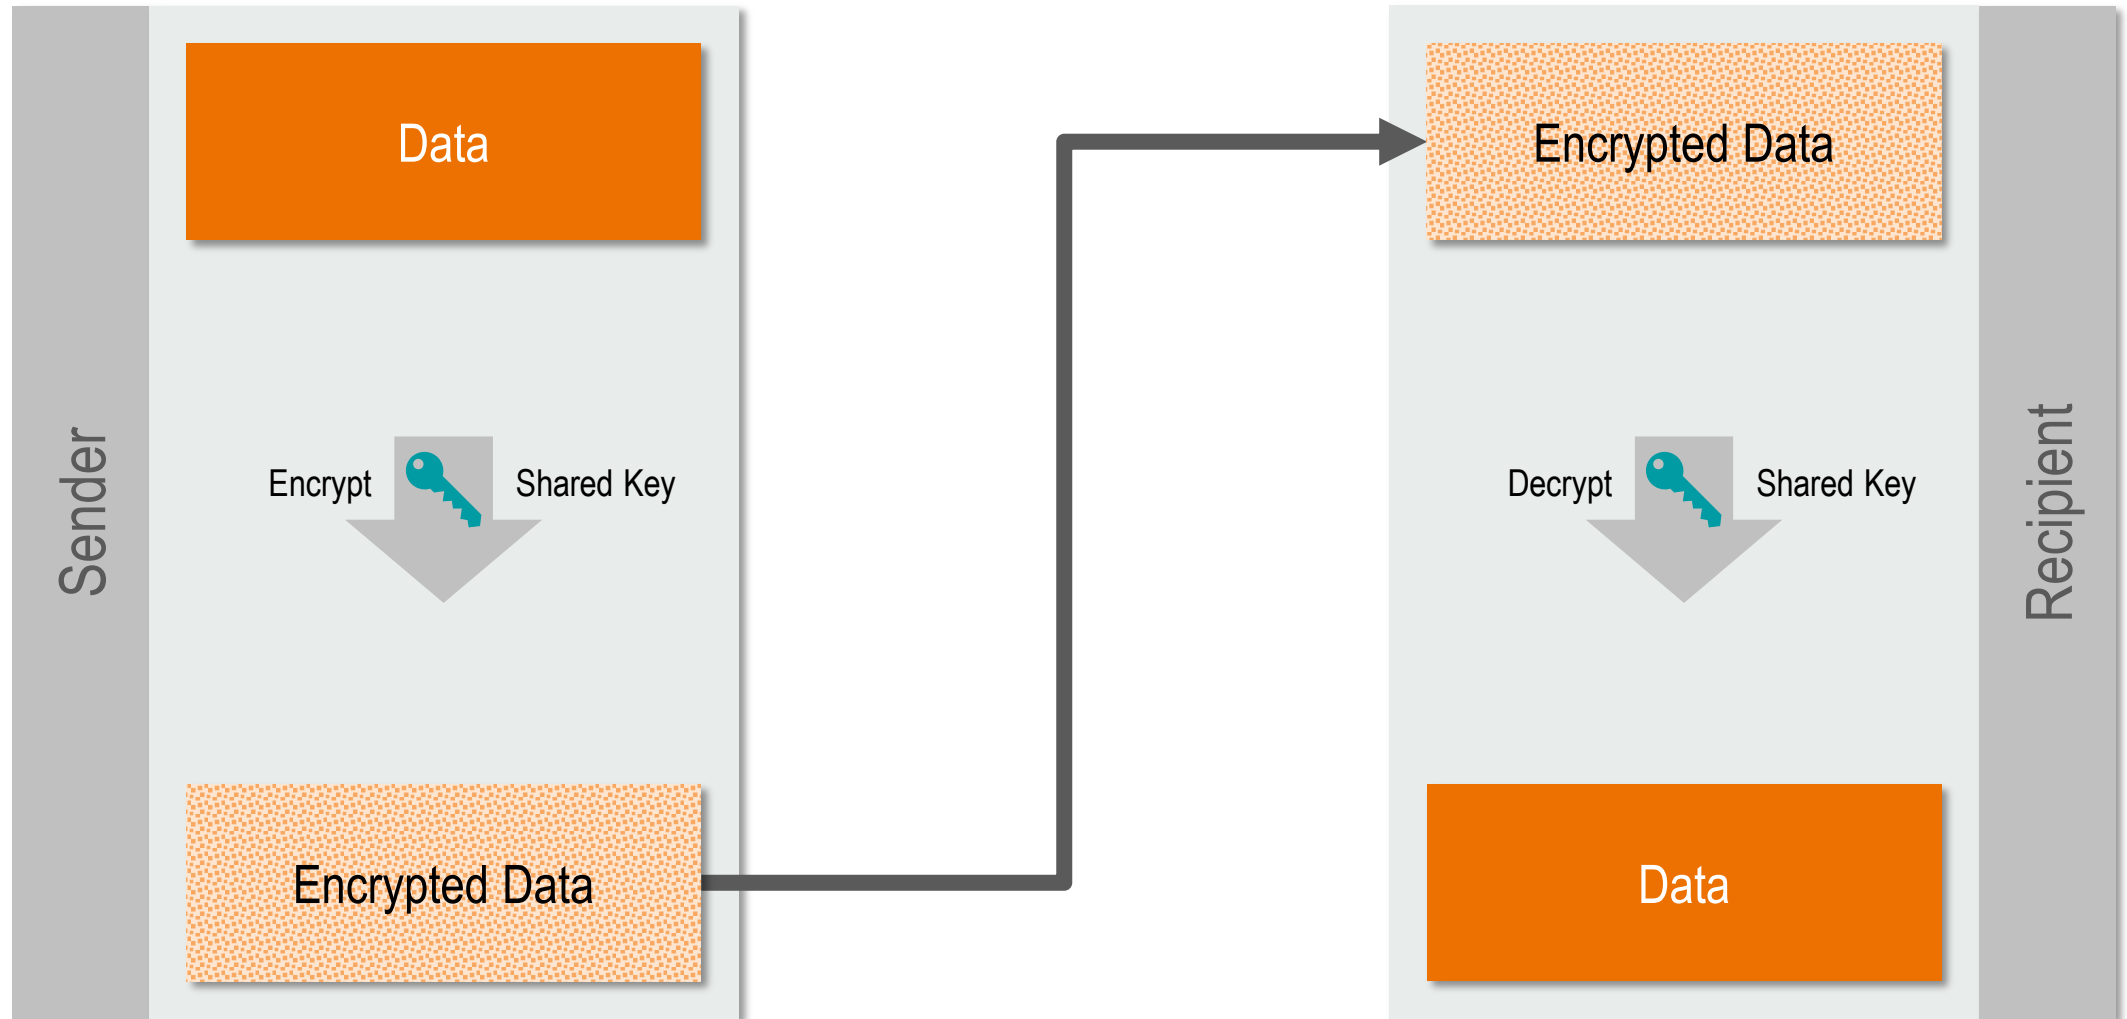 Sender
Data
Encrypt
Shared Key
Encrypted Data
Encrypted Data
Decrypt
Shared Key
Data
Recipient